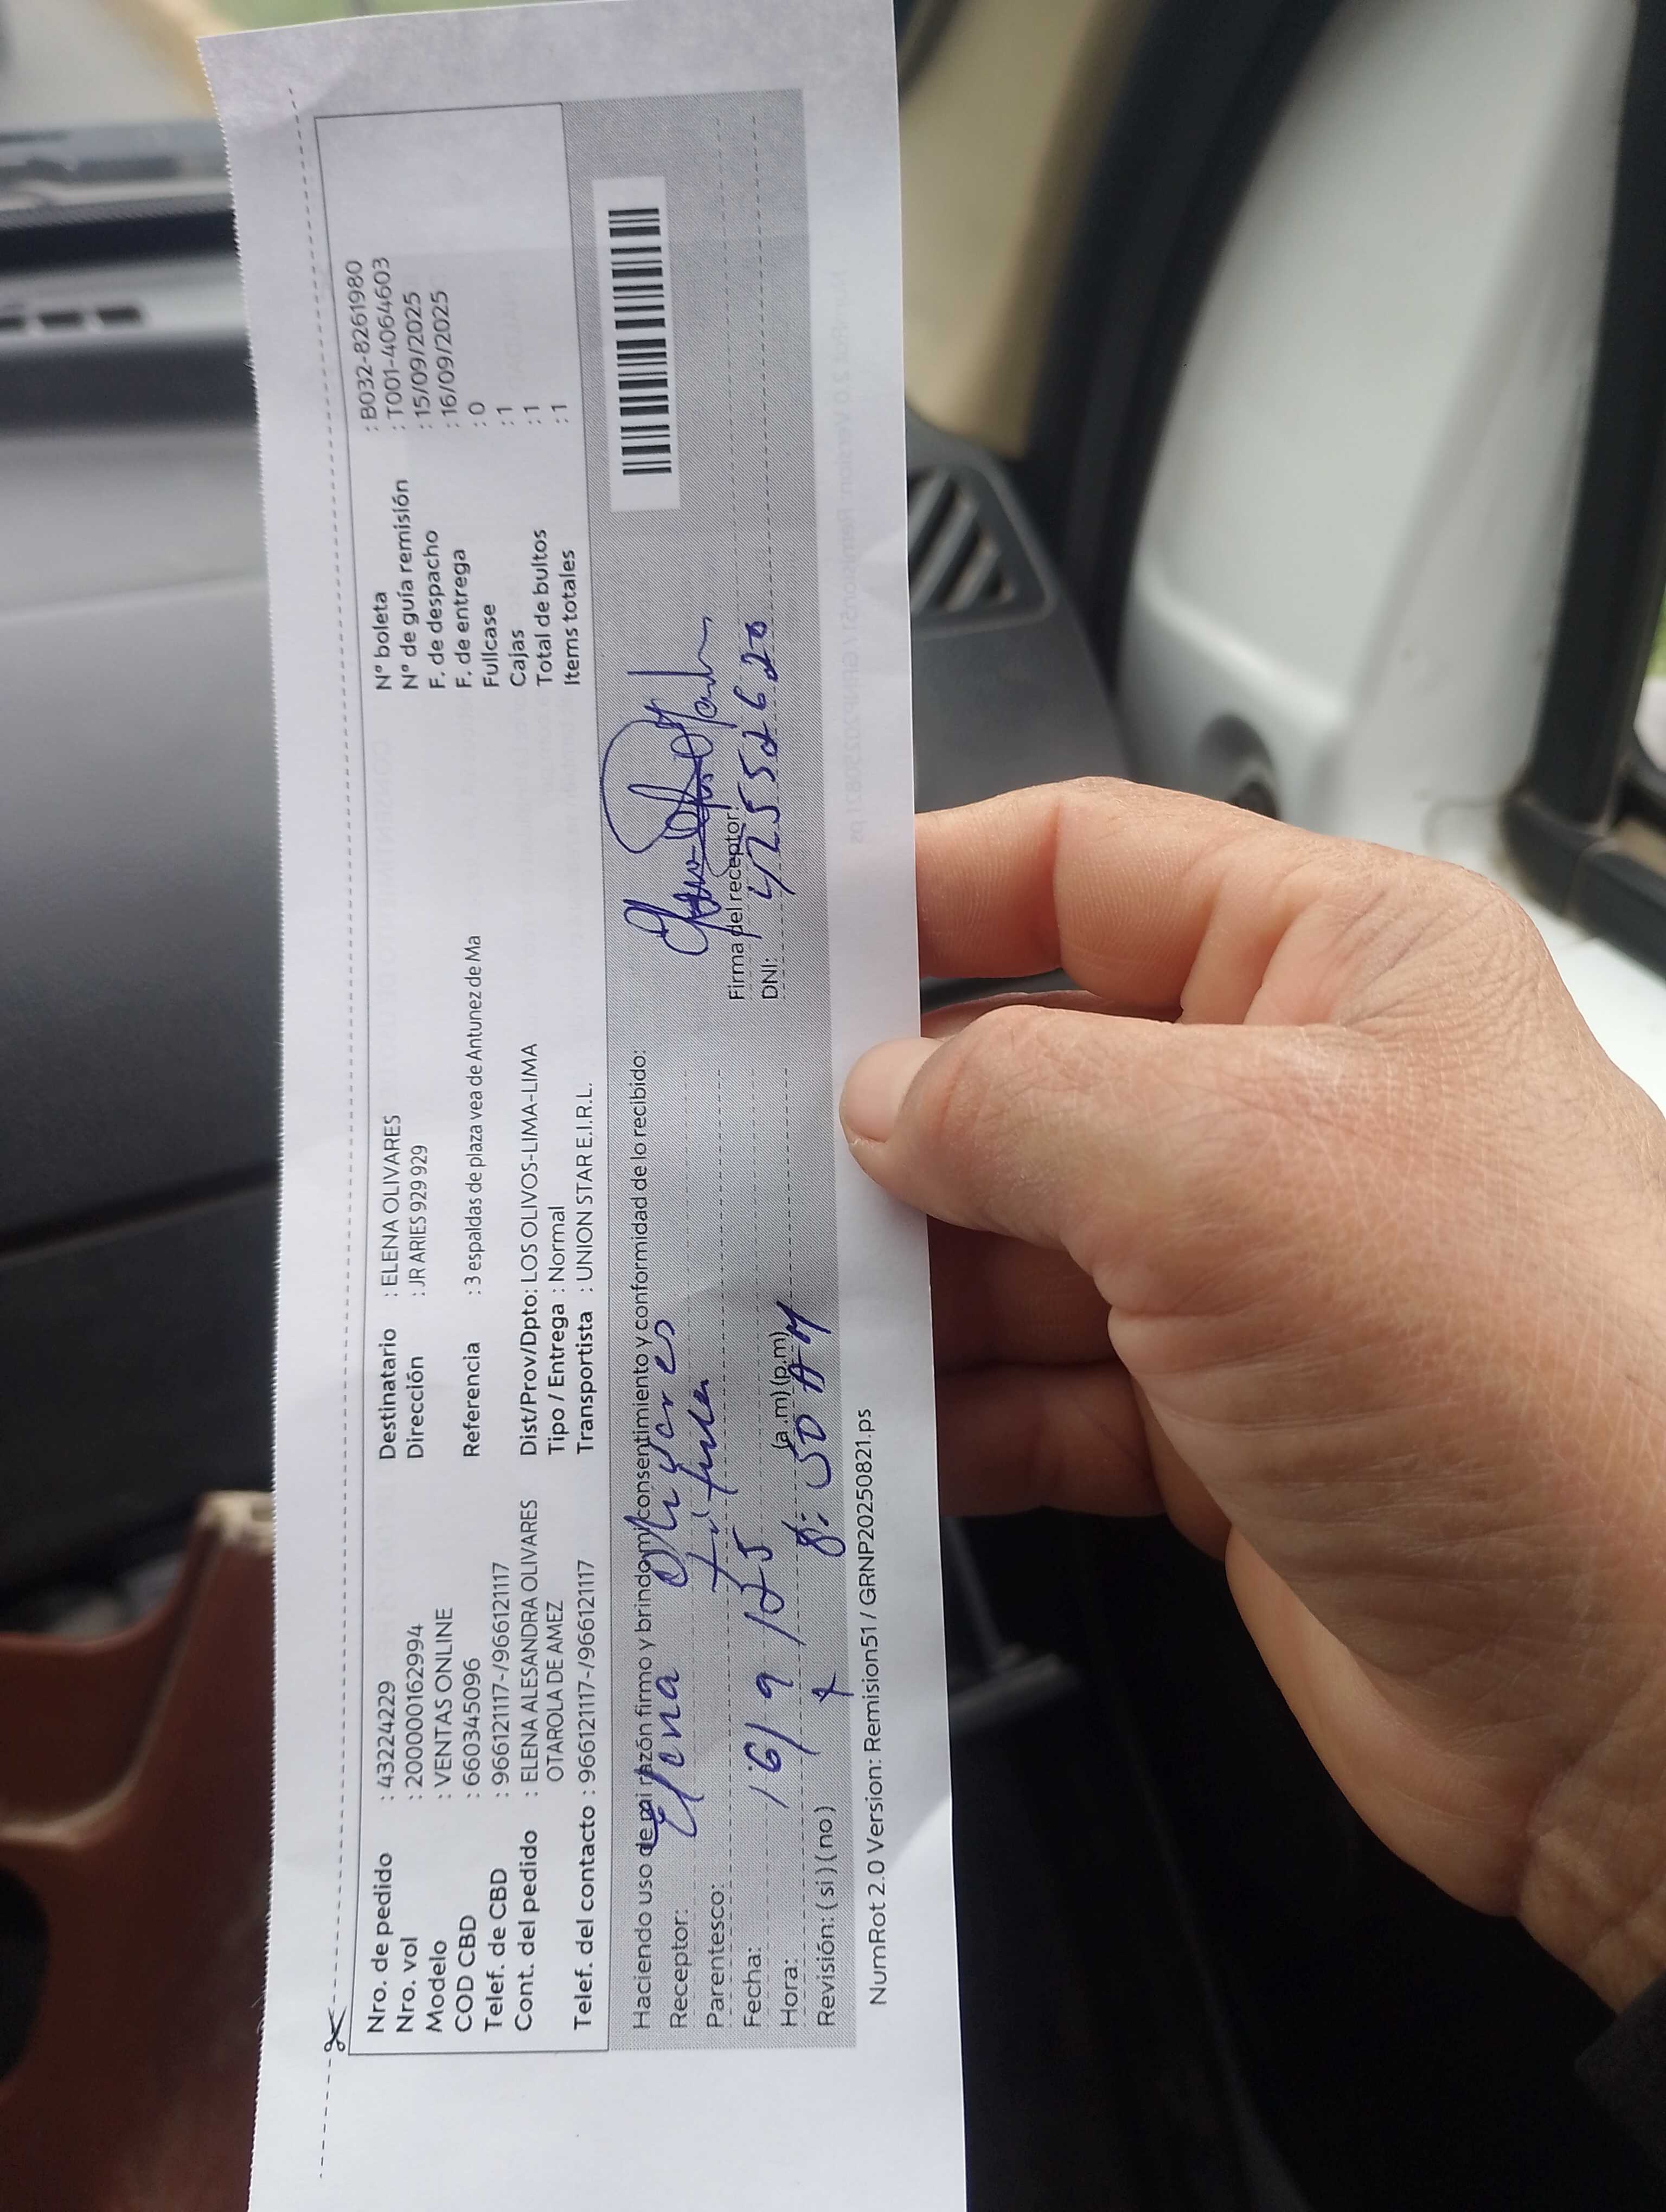 Nro. de pedido : 43224229
Nro. vol : 20000162994
Modelo : VENTAS ONLINE
COD CBD : 660345096
Telef. de CBD : 966121117-/966121117
Cont. del pedido : ELENA ALESANDRA OLIVARES
OTAROLA DE AMEZ
Telef. del contacto : 966121117-/966121117
Destinatario : ELENA OLIVARES
Dirección : JR ARIES 929 929
Referencia : 3 espaldas de plaza vea de Antunez de Ma
Dist/Prov/Dpto: LOS OLIVOS-LIMA-LIMA
Tipo / Entrega : Normal
Transportista : UNION STAR E.I.R.L.
N° boleta : B032-8261980
N° de guía remisión : T001-4064603
F. de despacho : 15/09/2025
F. de entrega : 16/09/2025
Fullcase : 0
Cajas : 1
Total de bultos : 1
Items totales : 1
Haciendo uso de mi razón firmo y brindo mi consentimiento y conformidad de lo recibido:
Receptor: Elena Olivares
Parentesco: titular
Fecha: 16/9/25
Hora: 8:50 AM (a.m) (p.m)
Revisión: ( si ) ( no )
Firma del receptor
DNI: 42552620
NumRot 2.0 Version: Remision51 / GRNP20250821.ps